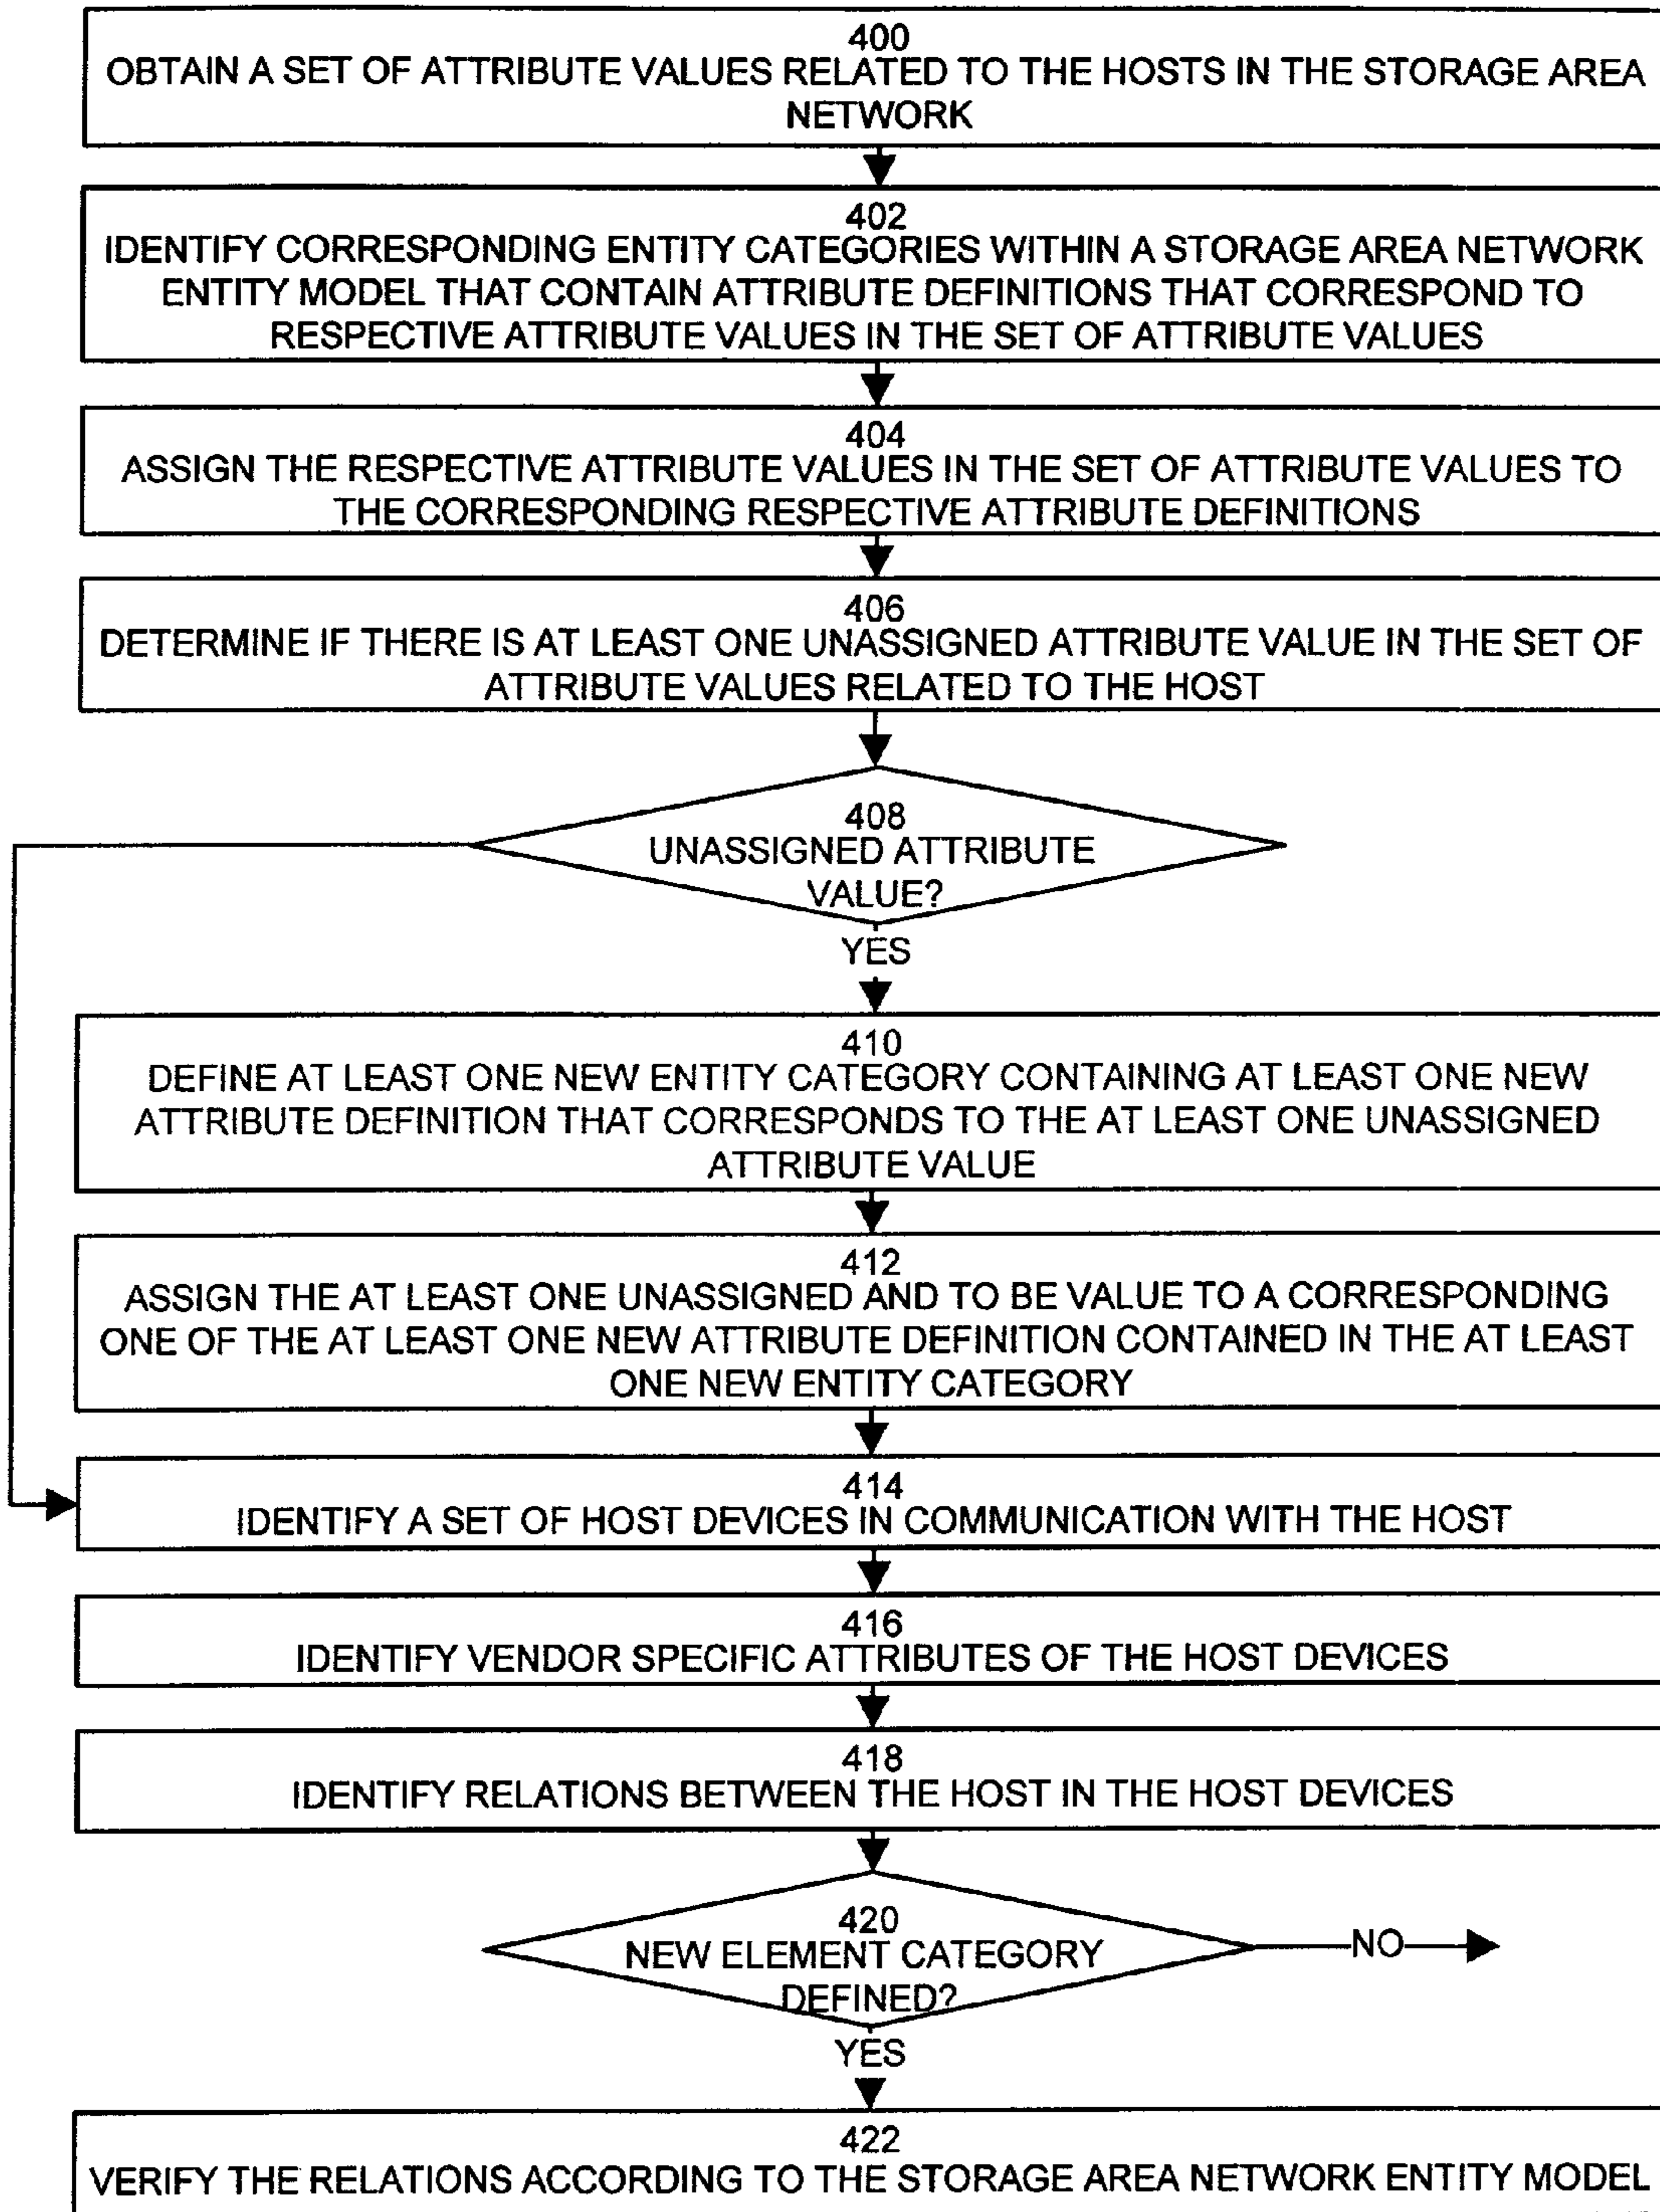 400
OBTAIN A SET OF ATTRIBUTE VALUES RELATED TO THE HOSTS IN THE STORAGE AREA
NETWORK
402
IDENTIFY CORRESPONDING ENTITY CATEGORIES WITHIN A STORAGE AREA NETWORK
ENTITY MODEL THAT CONTAIN ATTRIBUTE DEFINITIONS THAT CORRESPOND TO
RESPECTIVE ATTRIBUTE VALUES IN THE SET OF ATTRIBUTE VALUES
404
ASSIGN THE RESPECTIVE ATTRIBUTE VALUES IN THE SET OF ATTRIBUTE VALUES TO
THE CORRESPONDING RESPECTIVE ATTRIBUTE DEFINITIONS
406
DETERMINE IF THERE IS AT LEAST ONE UNASSIGNED ATTRIBUTE VALUE IN THE SET OF
ATTRIBUTE VALUES RELATED TO THE HOST
408
UNASSIGNED ATTRIBUTE
VALUE?
YES
410
DEFINE AT LEAST ONE NEW ENTITY CATEGORY CONTAINING AT LEAST ONE NEW
ATTRIBUTE DEFINITION THAT CORRESPONDS TO THE AT LEAST ONE UNASSIGNED
ATTRIBUTE VALUE
412
ASSIGN THE AT LEAST ONE UNASSIGNED AND TO BE VALUE TO A CORRESPONDING
ONE OF THE AT LEAST ONE NEW ATTRIBUTE DEFINITION CONTAINED IN THE AT LEAST
ONE NEW ENTITY CATEGORY
414
IDENTIFY A SET OF HOST DEVICES IN COMMUNICATION WITH THE HOST
416
IDENTIFY VENDOR SPECIFIC ATTRIBUTES OF THE HOST DEVICES
418
IDENTIFY RELATIONS BETWEEN THE HOST IN THE HOST DEVICES
420
NEW ELEMENT CATEGORY
DEFINED?
NO
YES
422
VERIFY THE RELATIONS ACCORDING TO THE STORAGE AREA NETWORK ENTITY MODEL